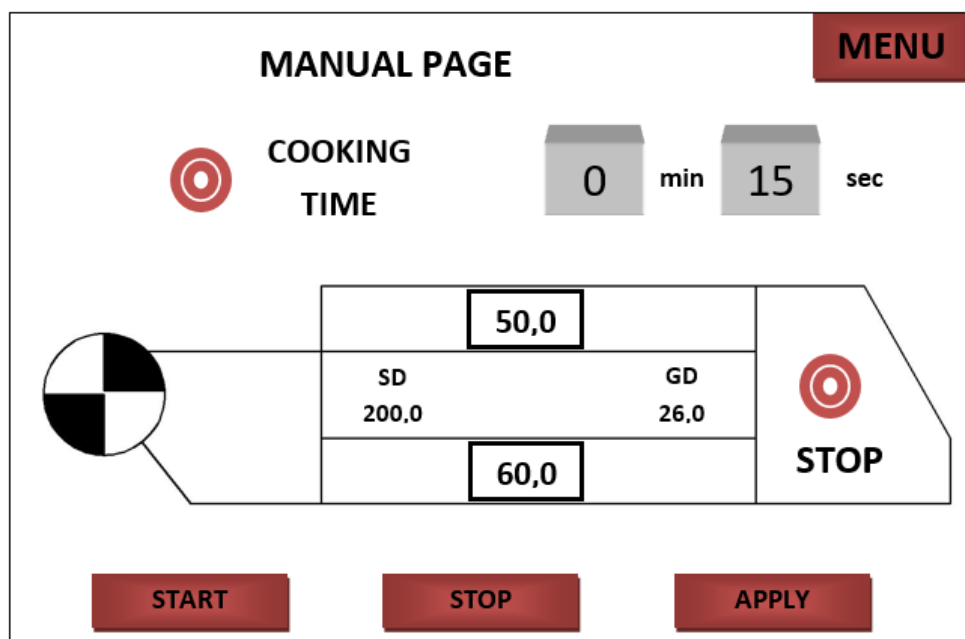 MENU
MANUAL PAGE
COOKING
TIME
0 min 15 sec
50,0
SD GD
200,0 26,0
STOP
60,0
START STOP APPLY